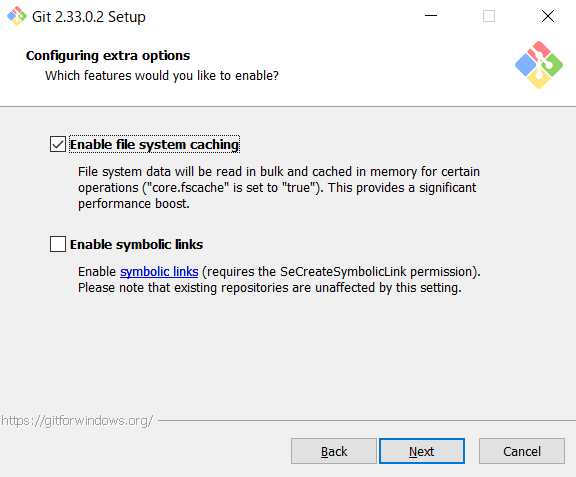 Git 2.33.0.2 Setup
Configuring extra options
Which features would you like to enable?
Enable file system caching
File system data will be read in bulk and cached in memory for certain
operations ("core.fscache" is set to "true"). This provides a significant
performance boost.
Enable symbolic links
Enable symbolic links (requires the SeCreateSymbolicLink permission).
Please note that existing repositories are unaffected by this setting.
https://gitforwindows.org/
Back Next Cancel